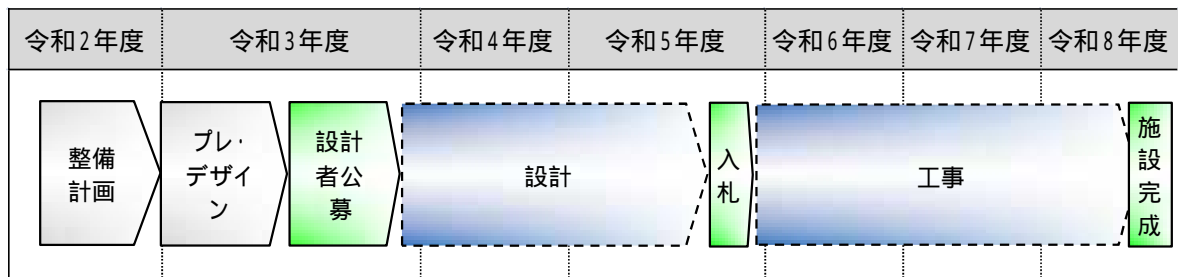 令和2年度 令和3年度 令和4年度 令和5年度 令和6年度 令和7年度 令和8年度
整備
計画
プレ・
デザイ
ン
設計
者公
募
設計
入
札
工事
施
設
完
成